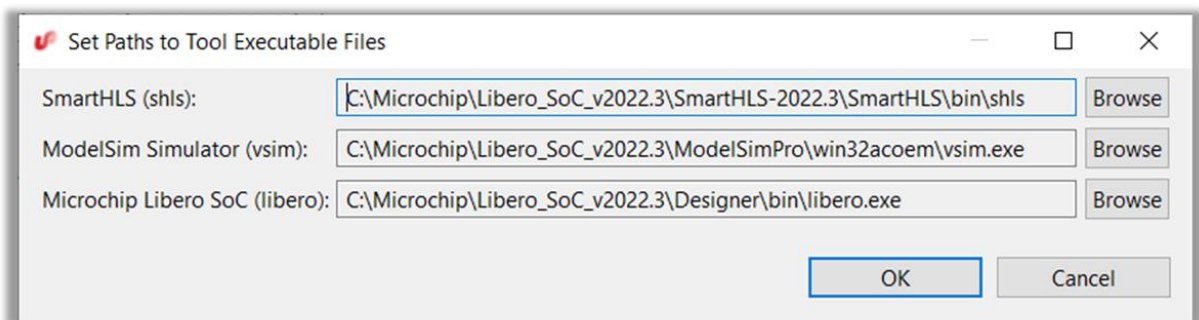 Set Paths to Tool Executable Files
SmartHLS (shls): C:\Microchip\Libero_SoC_v2022.3\SmartHLS-2022.3\SmartHLS\bin\shls Browse
ModelSim Simulator (vsim): C:\Microchip\Libero_SoC_v2022.3\ModelSimPro\win32acoem\vsim.exe Browse
Microchip Libero SoC (libero): C:\Microchip\Libero_SoC_v2022.3\Designer\bin\libero.exe Browse
OK Cancel